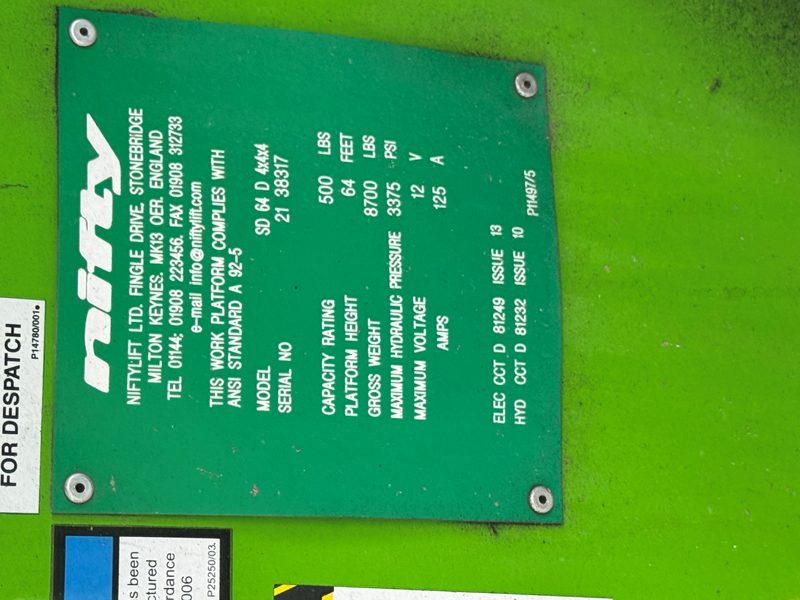 nifty
NIFTYLIFT LTD. FINGLE DRIVE, STONEBRIDGE
MILTON KEYNES. MK13 OER. ENGLAND
TEL 01144; 01908 223456. FAX 01908 312733
e-mail info@niftylift.com
THIS WORK PLATFORM COMPLIES WITH
ANSI STANDARD A 92-5
MODEL SD 64 D 4x4x4
SERIAL NO 21 38317
CAPACITY RATING 500 LBS
PLATFORM HEIGHT 64 FEET
GROSS WEIGHT 8700 LBS
MAXIMUM HYDRAULIC PRESSURE 3375 PSI
MAXIMUM VOLTAGE 12 V
AMPS 125 A
ELEC CCT D 81249 ISSUE 13
HYD CCT D 81232 ISSUE 10
P11497/5
FOR DESPATCH
P14780/001
s been
ctured
rdance
006
P25250/03.